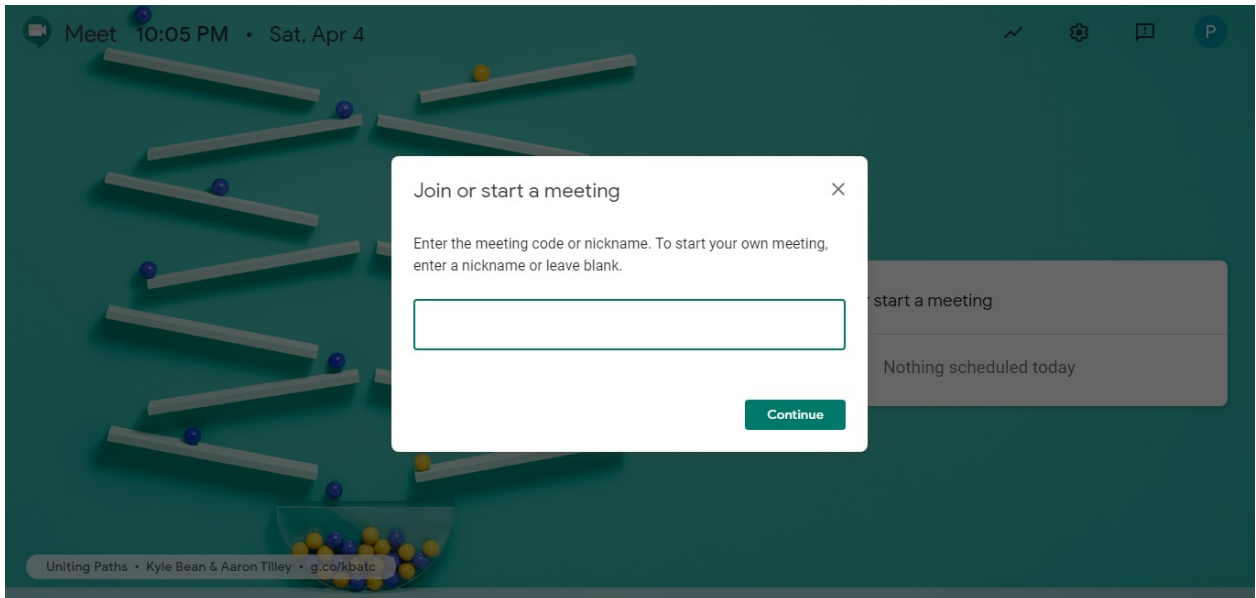 Meet 10:05 PM • Sat, Apr 4
P
Join or start a meeting
Enter the meeting code or nickname. To start your own meeting,
enter a nickname or leave blank.
Continue
start a meeting
Nothing scheduled today
Uniting Paths • Kyle Bean & Aaron Tilley • g.co/kbatc